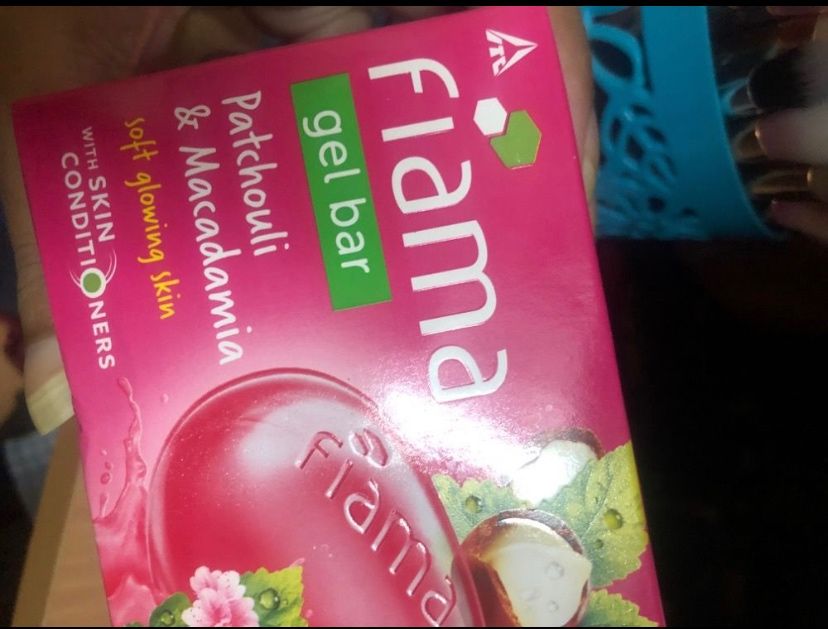 ITC
fiama
gel bar
Patchouli
& Macadamia
soft glowing skin
WITH SKIN
CONDITIONERS
fiama